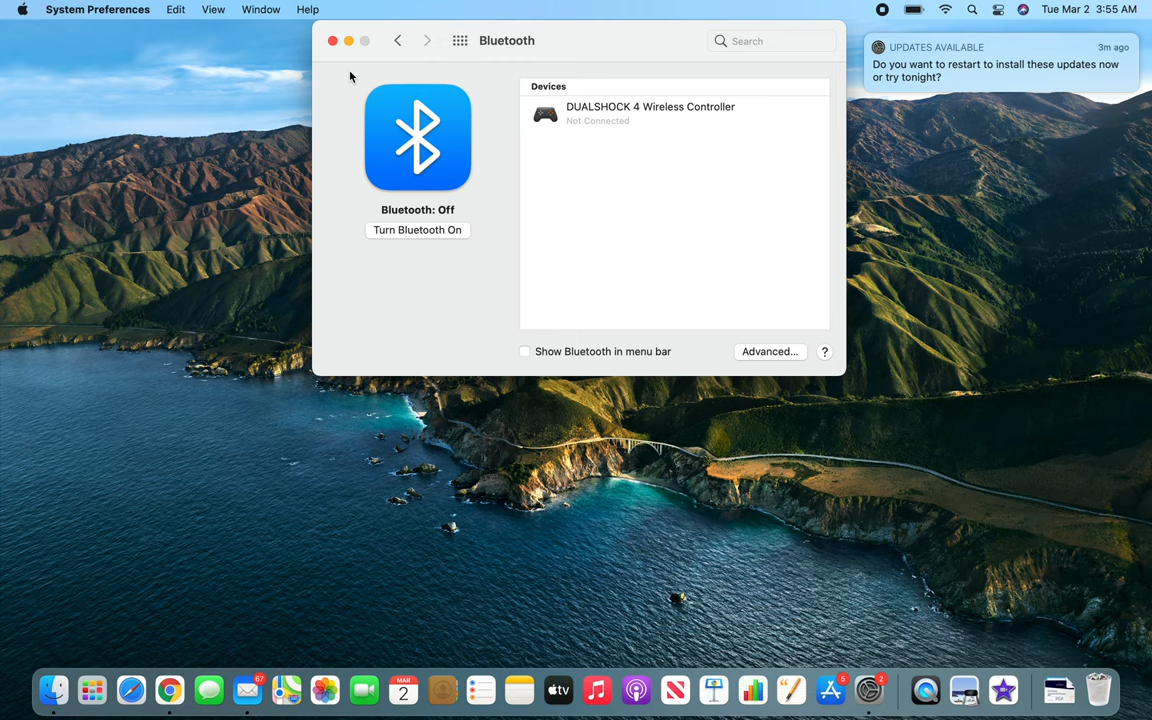 System Preferences Edit View Window Help Tue Mar 2 3:55 AM
Bluetooth
Search
UPDATES AVAILABLE 3m ago
Do you want to restart to install these updates now
or try tonight?
Devices
DUALSHOCK 4 Wireless Controller
Not Connected
Bluetooth: Off
Turn Bluetooth On
Show Bluetooth in menu bar
Advanced...
?
67
MAR
2
tv
5
2